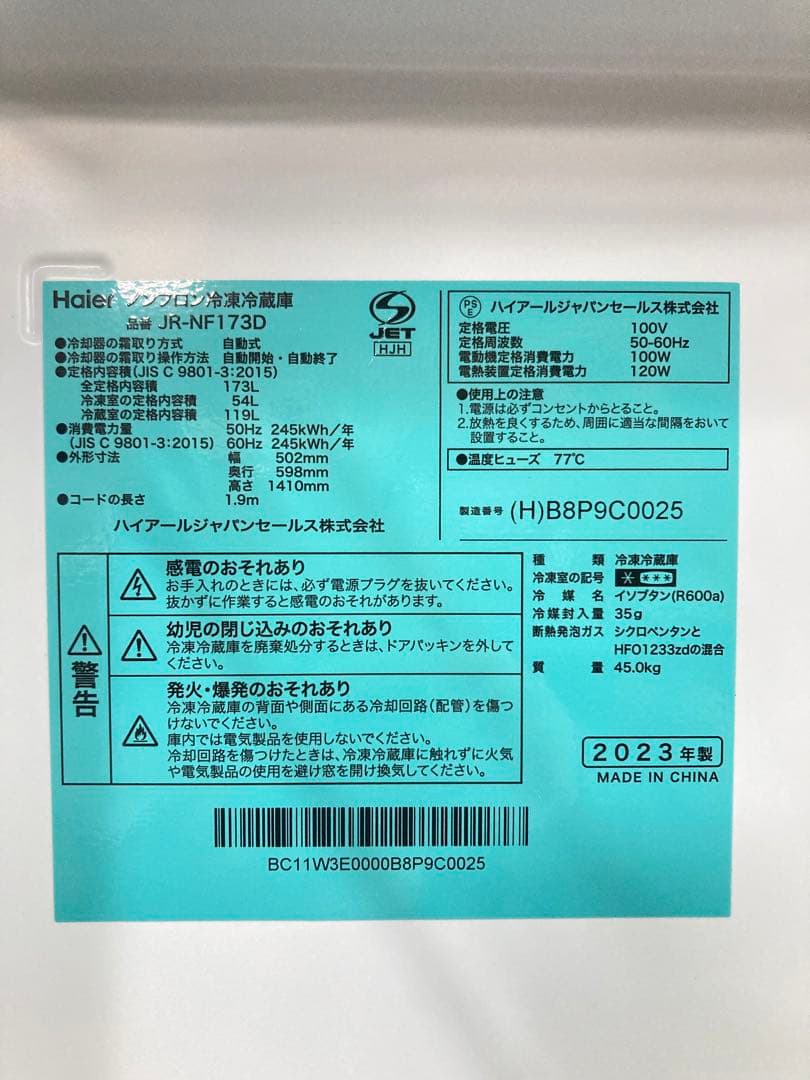 Haier ノンフロン冷凍冷蔵庫
品番 JR-NF173D
JET
HJH
●冷却器の霜取り方式 自動式
●冷却器の霜取り操作方法 自動開始・自動終了
●定格内容積(JIS C 9801-3:2015)
全定格内容積 173L
冷凍室の定格内容積 54L
冷蔵室の定格内容積 119L
●消費電力量 50Hz 245kWh/年
(JIS C 9801-3:2015) 60Hz 245kWh/年
●外形寸法 幅 502mm
奥行 598mm
高さ 1410mm
●コードの長さ 1.9m
ハイアールジャパンセールス株式会社
PSE ハイアールジャパンセールス株式会社
定格電圧 100V
定格周波数 50-60Hz
電動機定格消費電力 100W
電熱装置定格消費電力 120W
●使用上の注意
1.電源は必ずコンセントからとること。
2.放熱を良くするため、周囲に適当な間隔をおいて
設置すること。
●温度ヒューズ 77℃
製造番号 (H)B8P9C0025
警告
感電のおそれあり
お手入れのときには、必ず電源プラグを抜いてください。
抜かずに作業すると感電のおそれがあります。
幼児の閉じ込みのおそれあり
冷凍冷蔵庫を廃棄処分するときは、ドアパッキンを外して
ください。
発火・爆発のおそれあり
冷凍冷蔵庫の背面や側面にある冷却回路(配管)を傷つ
けないでください。
庫内では電気製品を使用しないでください。
冷却回路を傷つけたときは、冷凍冷蔵庫に触れずに火気
や電気製品の使用を避け窓を開け換気してください。
種類 冷凍冷蔵庫
冷凍室の記号 * ***
冷媒名 イソブタン(R600a)
冷媒封入量 35g
断熱発泡ガス シクロペンタンと
HFO1233zdの混合
質量 45.0kg
2023年製
MADE IN CHINA
BC11W3E0000B8P9C0025